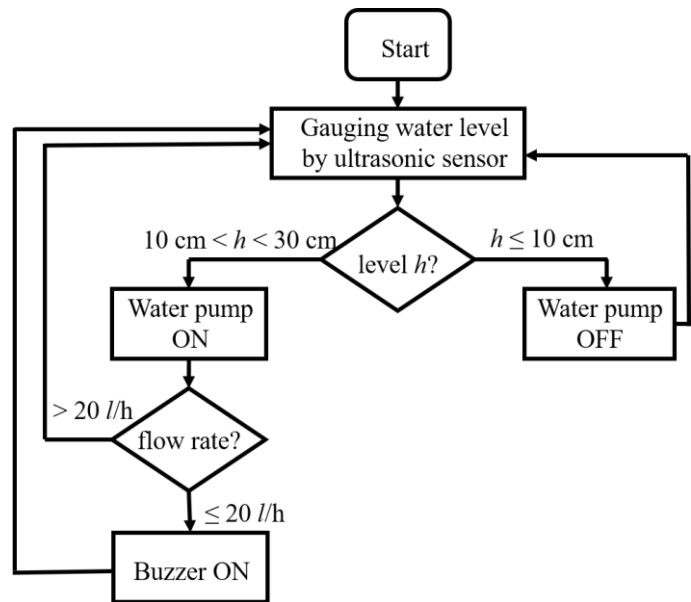 Start
Gauging water level
by ultrasonic sensor
10 cm < h < 30 cm
h ≤ 10 cm
level h?
Water pump
ON
Water pump
OFF
> 20 l/h
flow rate?
≤ 20 l/h
Buzzer ON